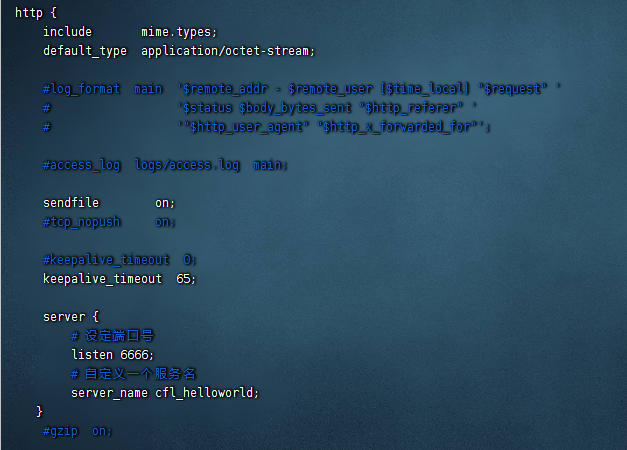 http {
    include       mime.types;
    default_type  application/octet-stream;
    #log_format  main  '$remote_addr - $remote_user [$time_local] "$request" '
    #                  '$status $body_bytes_sent "$http_referer" '
    #                  '"$http_user_agent" "$http_x_forwarded_for"';
    #access_log  logs/access.log  main;
    sendfile        on;
    #tcp_nopush     on;
    #keepalive_timeout  0;
    keepalive_timeout  65;
    server {
        # 设定端口号
        listen 6666;
        # 自定义一个服务名
        server_name cfl_helloworld;
   }
    #gzip  on;